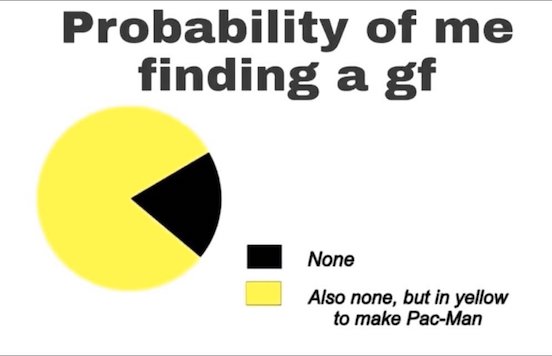 Probability of me
finding a gf
None
Also none, but in yellow
to make Pac-Man